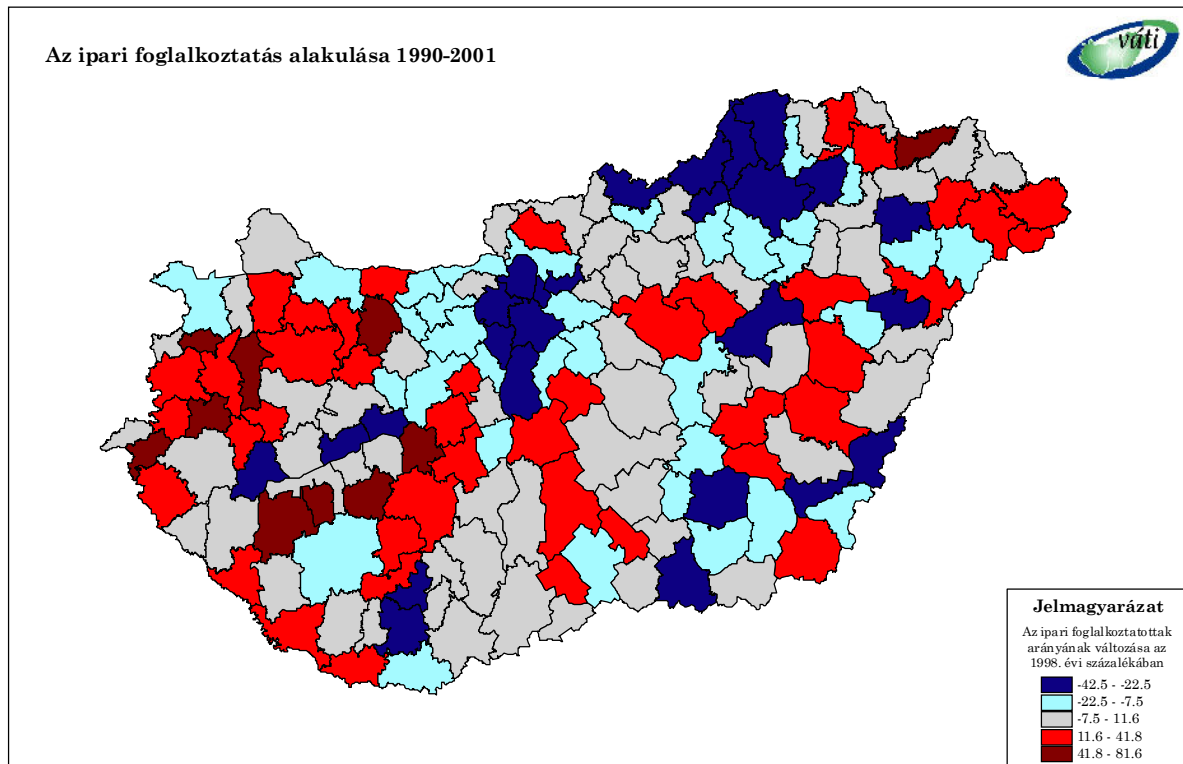 Az ipari foglalkoztatás alakulása 1990-2001
váti
Jelmagyarázat
Az ipari foglalkoztatottak
arányának változása az
1998. évi százalékában
-42.5 - -22.5
-22.5 - -7.5
-7.5 - 11.6
11.6 - 41.8
41.8 - 81.6